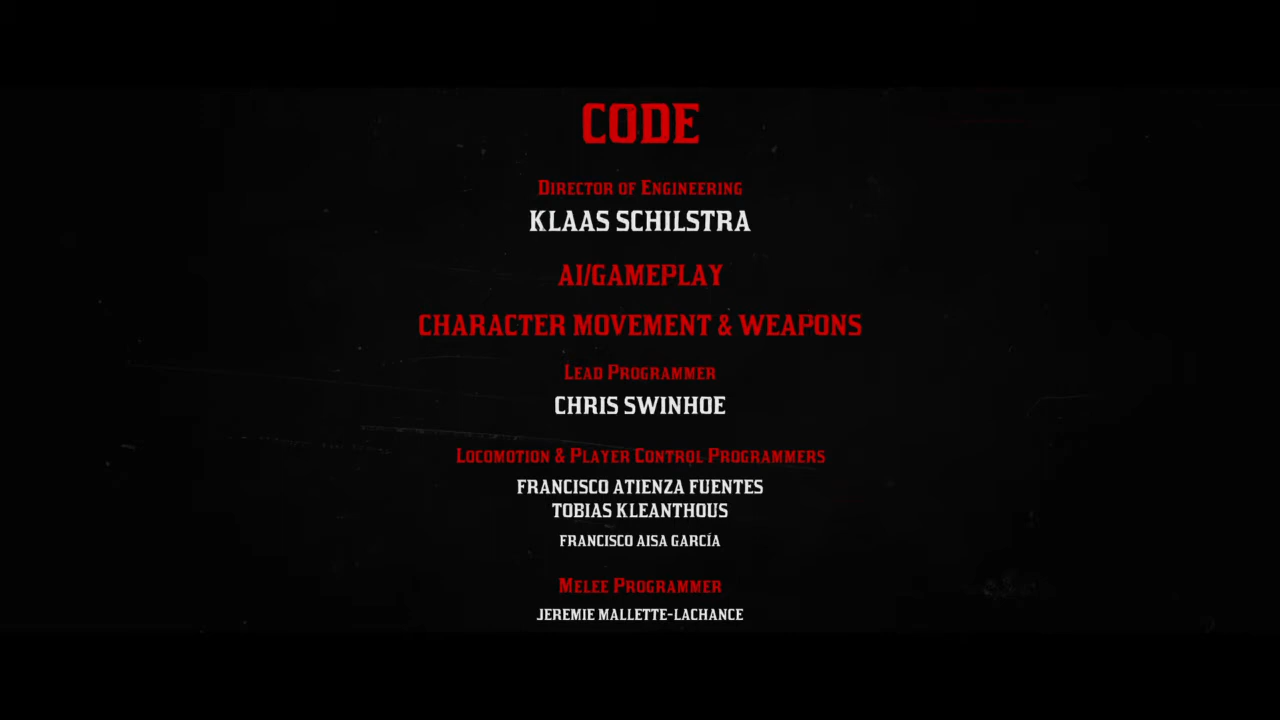 CODE
Director of Engineering
KLAAS SCHILSTRA
AI/GAMEPLAY
CHARACTER MOVEMENT & WEAPONS
Lead Programmer
CHRIS SWINHOE
Locomotion & Player Control Programmers
FRANCISCO ATIENZA FUENTES
TOBIAS KLEANTHOUS
FRANCISCO AISA GARCÍA
Melee Programmer
JEREMIE MALLETTE-LACHANCE